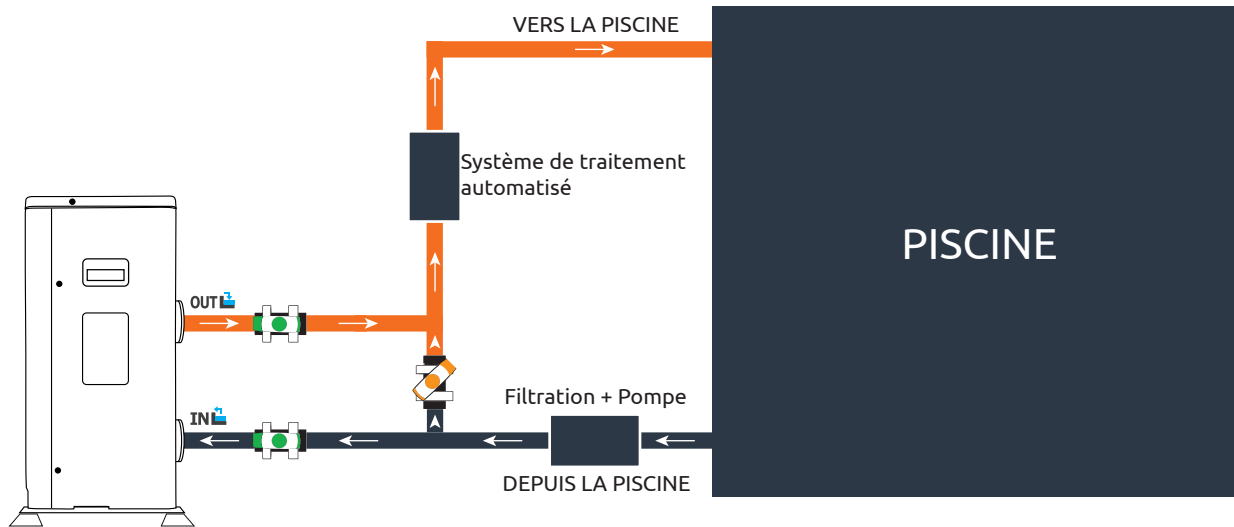 VERS LA PISCINE
Système de traitement
automatisé
PISCINE
OUT
IN
Filtration + Pompe
DEPUIS LA PISCINE